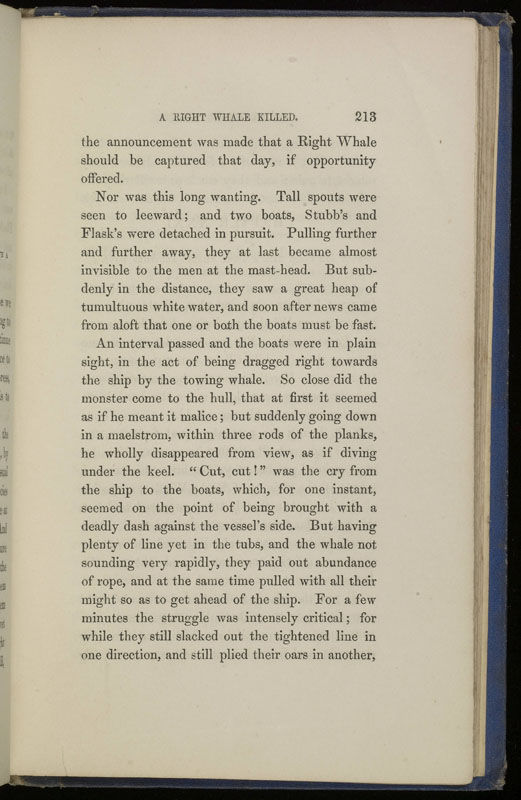 A RIGHT WHALE KILLED. 213
the announcement was made that a Right Whale
should be captured that day, if opportunity
offered.
Nor was this long wanting. Tall spouts were
seen to leeward; and two boats, Stubb's and
Flask's were detached in pursuit. Pulling further
and further away, they at last became almost
invisible to the men at the mast-head. But sud-
denly in the distance, they saw a great heap of
tumultuous white water, and soon after news came
from aloft that one or both the boats must be fast.
An interval passed and the boats were in plain
sight, in the act of being dragged right towards
the ship by the towing whale. So close did the
monster come to the hull, that at first it seemed
as if he meant it malice; but suddenly going down
in a maelstrom, within three rods of the planks,
he wholly disappeared from view, as if diving
under the keel. "Cut, cut!" was the cry from
the ship to the boats, which, for one instant,
seemed on the point of being brought with a
deadly dash against the vessel's side. But having
plenty of line yet in the tubs, and the whale not
sounding very rapidly, they paid out abundance
of rope, and at the same time pulled with all their
might so as to get ahead of the ship. For a few
minutes the struggle was intensely critical; for
while they still slacked out the tightened line in
one direction, and still plied their oars in another,